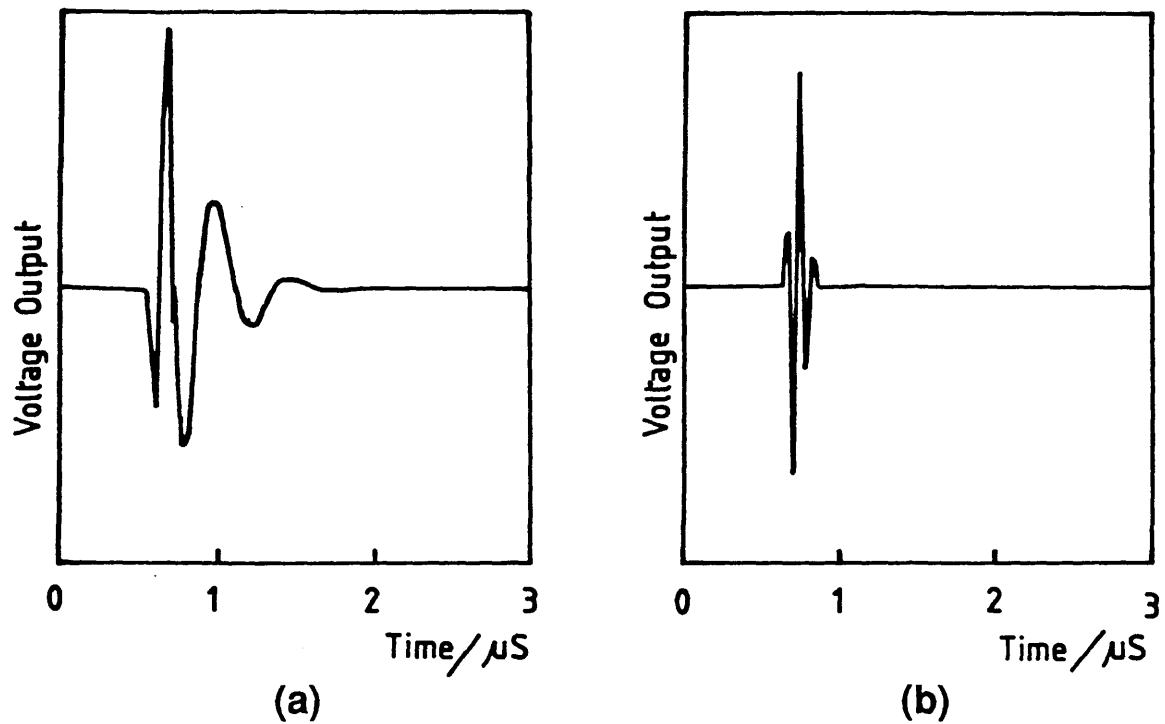 Voltage Output
0 1 2 3
Time/μS
(a)
Voltage Output
0 1 2 3
Time/μS
(b)